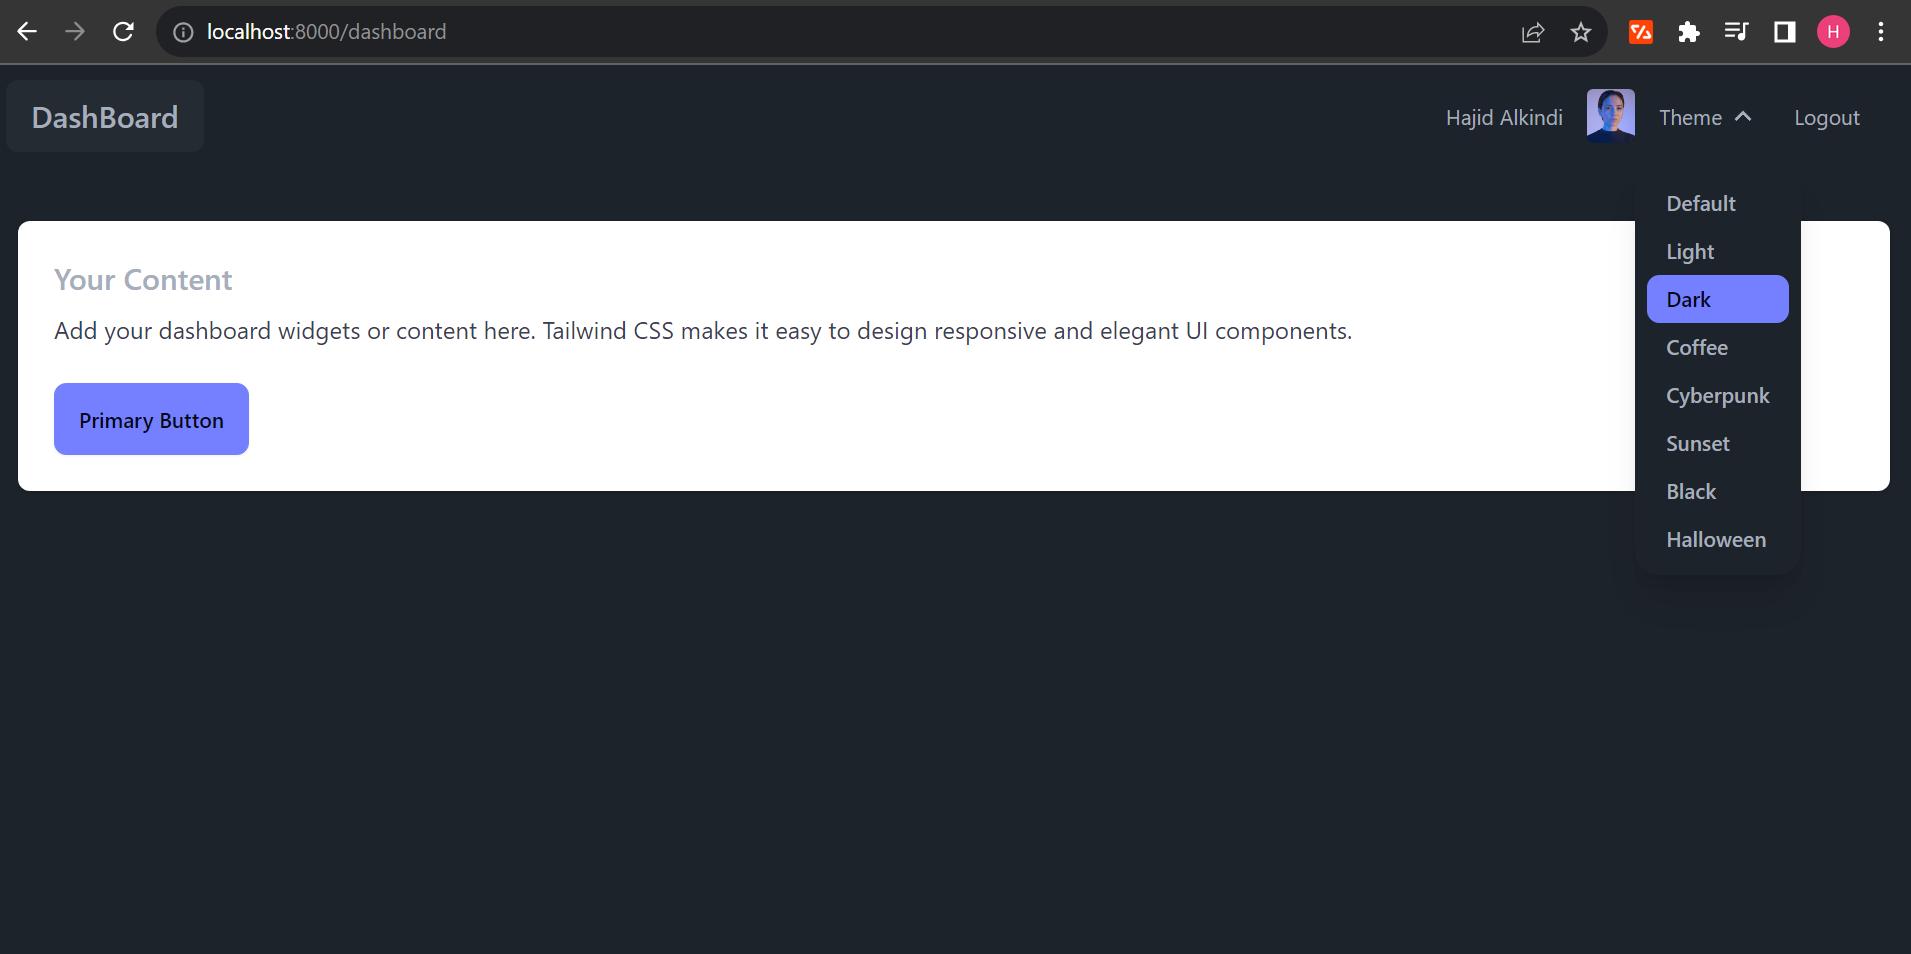 localhost:8000/dashboard
H
DashBoard
Hajid Alkindi
Theme
Logout
Default
Light
Dark
Coffee
Cyberpunk
Sunset
Black
Halloween
Your Content
Add your dashboard widgets or content here. Tailwind CSS makes it easy to design responsive and elegant UI components.
Primary Button